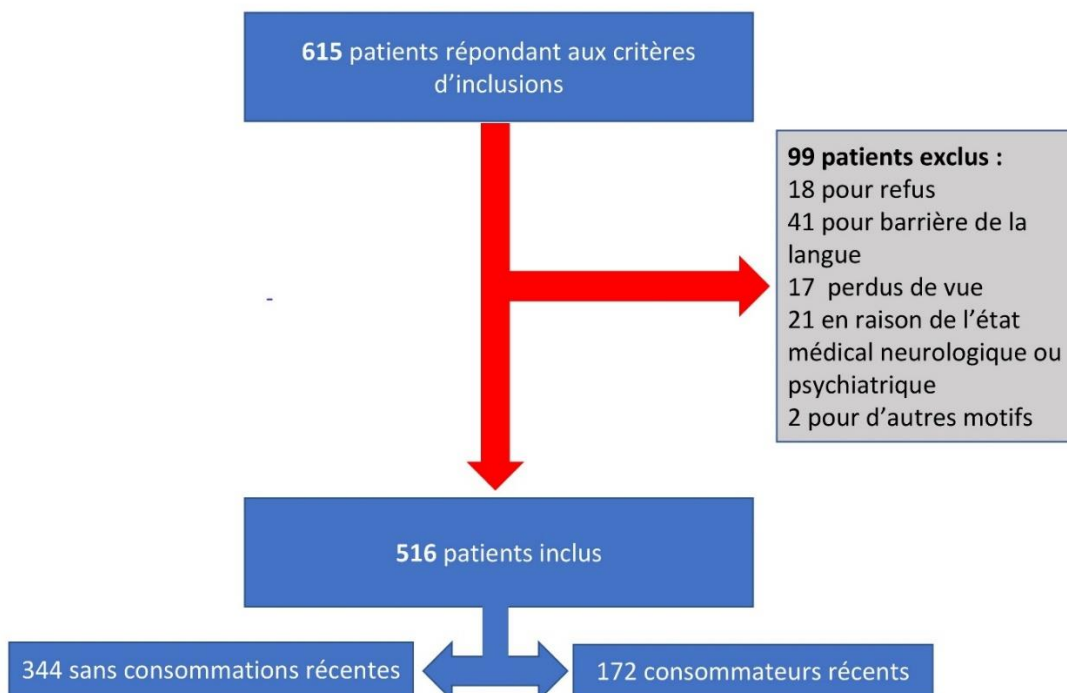 615 patients répondant aux critères
d’inclusions
99 patients exclus :
18 pour refus
41 pour barrière de la
langue
17 perdus de vue
21 en raison de l’état
médical neurologique ou
psychiatrique
2 pour d’autres motifs
-
516 patients inclus
344 sans consommations récentes
172 consommateurs récents